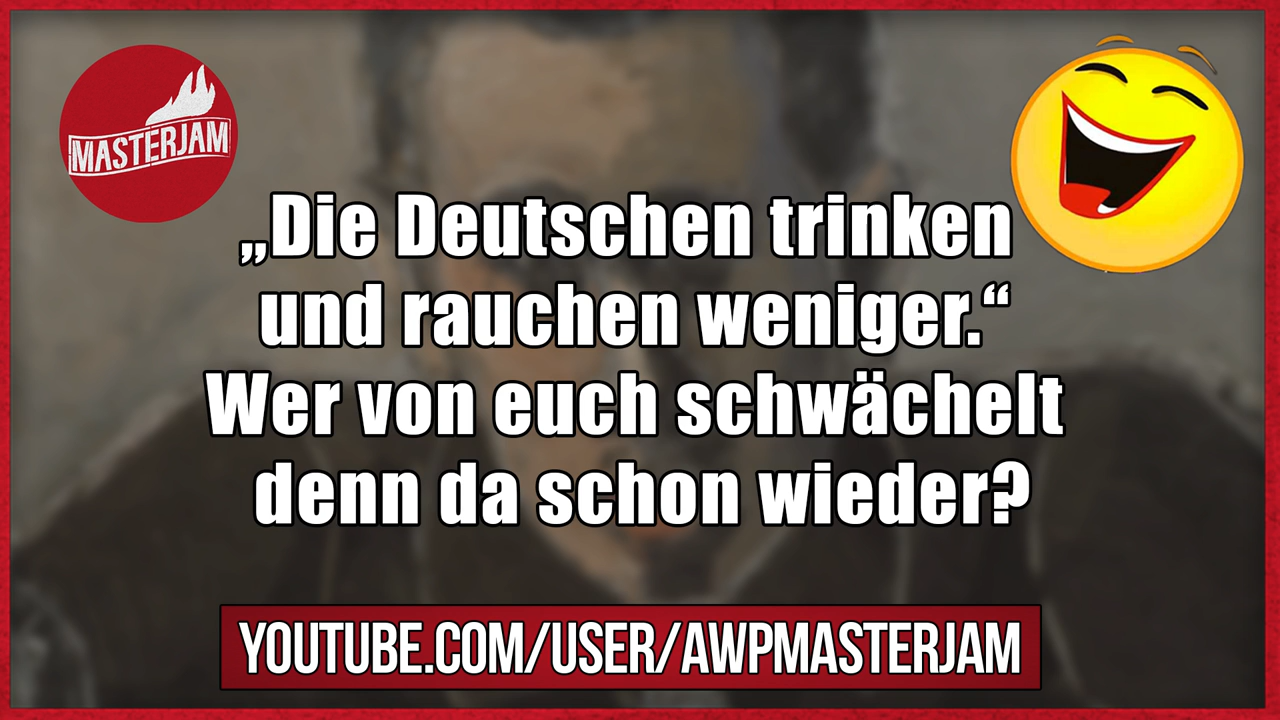 MASTERJAM
„Die Deutschen trinken
und rauchen weniger.“
Wer von euch schwächelt
denn da schon wieder?
YOUTUBE.COM/USER/AWPMASTERJAM